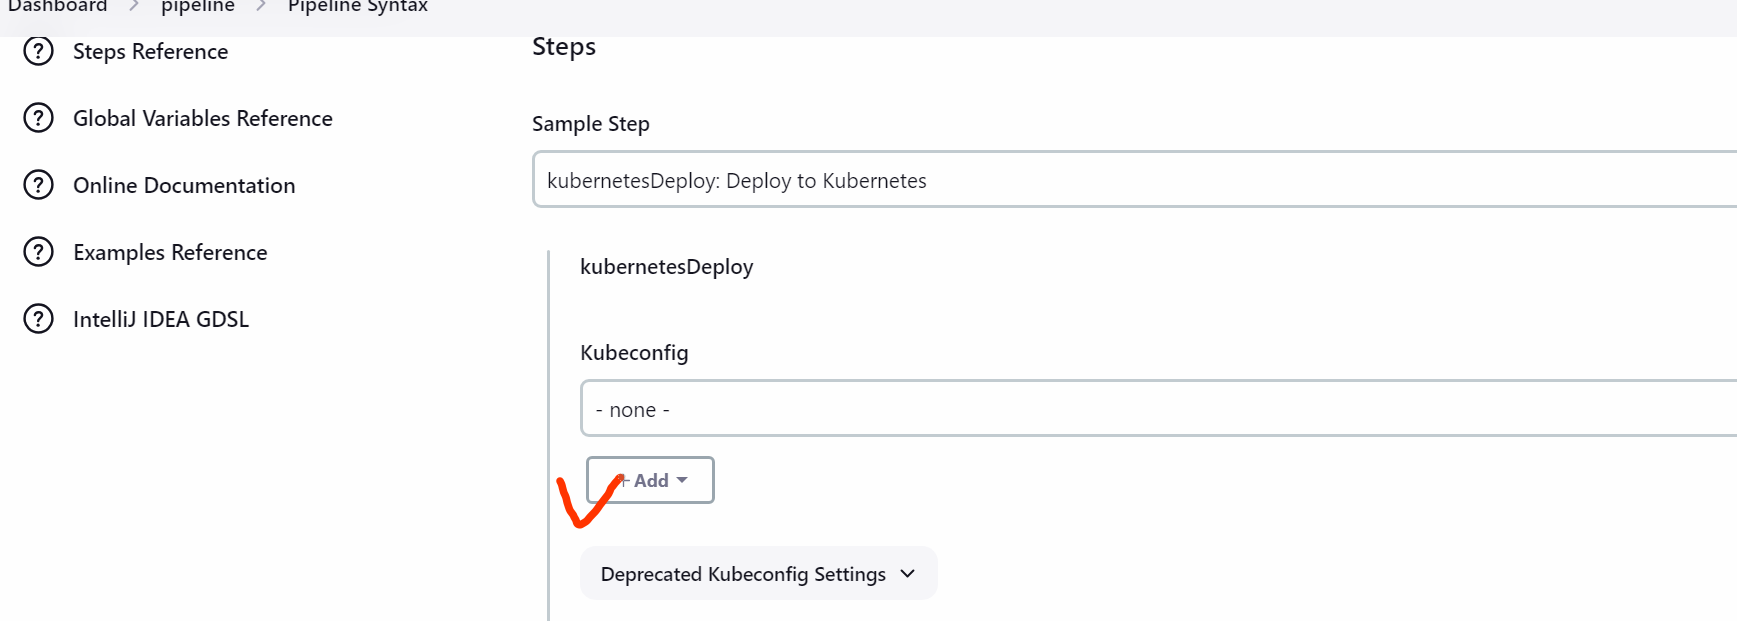 Dashboard > pipeline > Pipeline Syntax
Steps Reference
Global Variables Reference
Online Documentation
Examples Reference
IntelliJ IDEA GDSL
Steps
Sample Step
kubernetesDeploy: Deploy to Kubernetes
kubernetesDeploy
Kubeconfig
- none -
+ Add
Deprecated Kubeconfig Settings